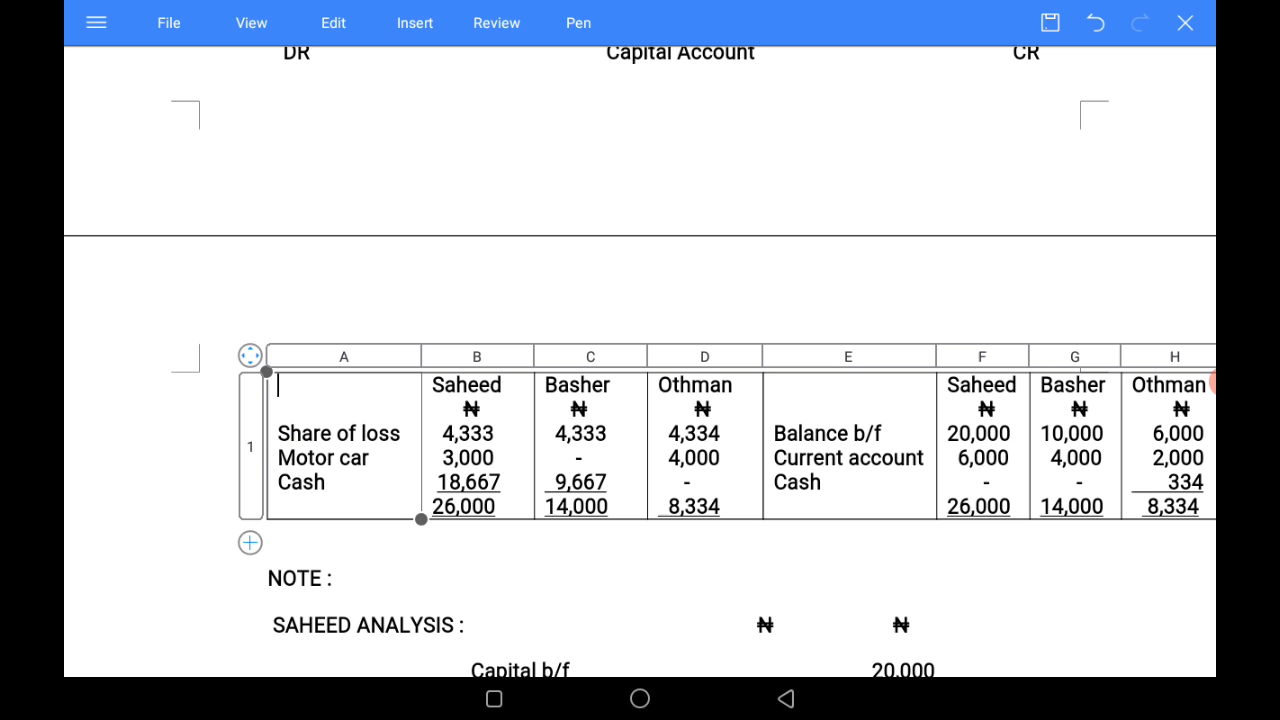 File View Edit Insert Review Pen
DR Capital Account CR
A B C D E F G H
1
Saheed Basher Othman Saheed Basher Othman
₦ ₦ ₦ ₦ ₦ ₦
Share of loss 4,333 4,333 4,334 Balance b/f 20,000 10,000 6,000
Motor car 3,000 - 4,000 Current account 6,000 4,000 2,000
Cash 18,667 9,667 - Cash - - 334
26,000 14,000 8,334 26,000 14,000 8,334
NOTE :
SAHEED ANALYSIS : ₦ ₦
Capital b/f 20,000